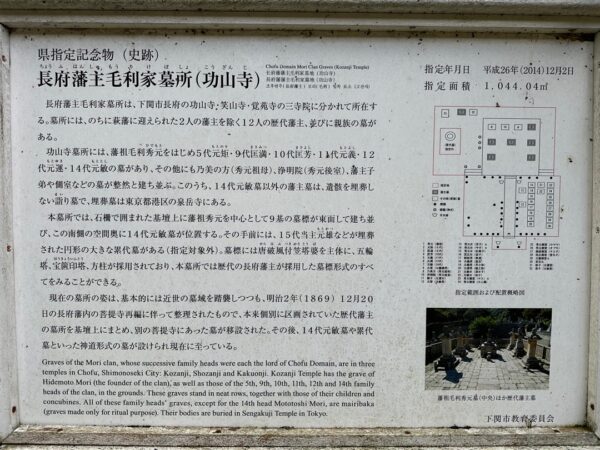 県指定記念物（史跡）
長府藩主毛利家墓所（功山寺）
ちょうふはんしゅもうりけぼしょ こうざんじ
Chofu Domain Mori Clan Graves (Kozanji Temple)
指定年月日　平成26年(2014)12月2日
指定面積　1,044.04㎡
長府藩主毛利家墓所は、下関市長府の功山寺・笑山寺・覚苑寺の三寺院に分かれて所在す
る。墓所には、のちに萩藩に迎えられた2人の藩主を除く12人の歴代藩主、並びに親族の墓が
ある。
功山寺墓所には、藩祖毛利秀元をはじめ5代元矩・9代匡満・10代匡芳・11代元義・12
代元運・14代元敏の墓があり、その他にも乃美の方（秀元祖母）、浄明院（秀元後室）、藩主子
弟や側室などの墓が整然と建ち並ぶ。このうち、14代元敏墓以外の藩主墓は、遺骸を埋葬し
ない詣り墓で、埋葬墓は東京都港区の泉岳寺にある。
本墓所では、石柵で囲まれた基壇上に藩祖秀元を中心として9基の墓標が東面して建ち並
び、この南側の空間奥に14代元敏墓が位置する。その手前には、15代当主元雄などが埋葬
された円形の大きな累代墓がある（指定対象外）。墓標には唐破風付笠塔婆を主体に、五輪
塔、宝篋印塔、方柱が採用されており、本墓所では歴代の長府藩主が採用した墓標形式のすべ
てをみることができる。
現在の墓所の姿は、基本的には近世の墓域を踏襲しつつも、明治2年（1869）12月20
日の長府藩内の菩提寺再編に伴って整理されたもので、本来個別に区画されていた歴代藩主
の墓所を基壇上にまとめ、別の菩提寺にあった墓が移設された。その後、14代元敏墓や累代
墓といった神道形式の墓が設けられ現在に至っている。
Graves of the Mori clan, whose successive family heads were each the lord of Chofu Domain, are in three
temples in Chofu, Shimonoseki City: Kozanji, Shozanji and Kakuonji. Kozanji Temple has the grave of
Hidemoto Mori (the founder of the clan), as well as those of the 5th, 9th, 10th, 11th, 12th and 14th family
heads of the clan, in the grounds. These graves stand in neat rows, together with those of their children and
concubines. All of these family heads' graves, except for the 14th head Mototoshi Mori, are mairibaka
(graves made only for ritual purpose). Their bodies are buried in Sengakuji Temple in Tokyo.
指定範囲および配置概略図
藩祖毛利秀元墓(中央)ほか歴代藩主墓
下関市教育委員会